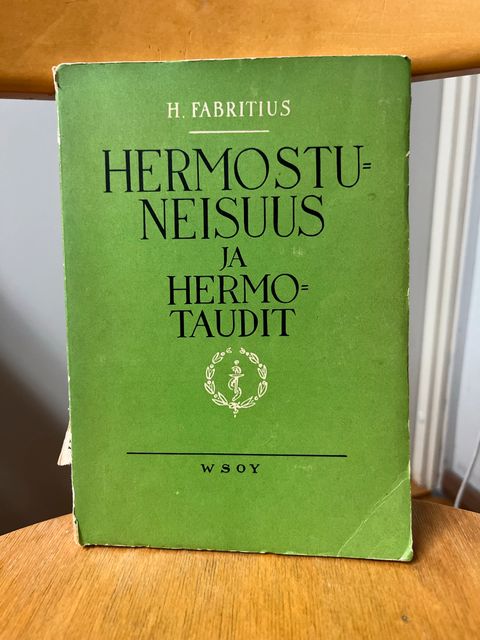 H. FABRITIUS
HERMOSTU=
NEISUUS
JA
HERMO=
TAUDIT
WSOY